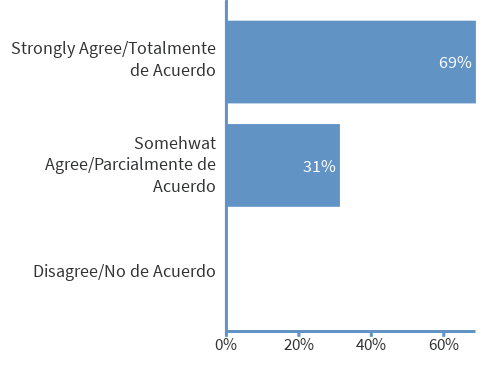 Strongly Agree/Totalmente
de Acuerdo
69%
Somehwat
Agree/Parcialmente de
Acuerdo
31%
Disagree/No de Acuerdo
0%
20%
40%
60%